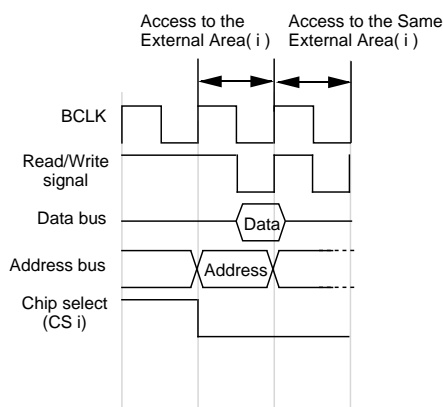 Access to the
External Area( i )
Access to the Same
External Area( i )
BCLK
Read/Write
signal
Data bus
Data
Address bus
Address
Chip select
(CS i)